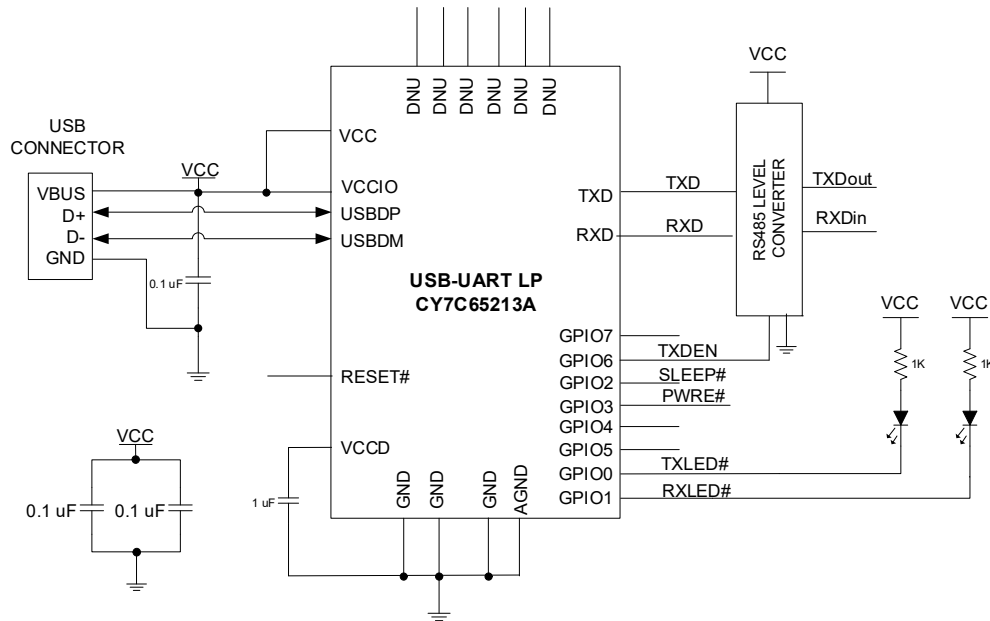 DNU
DNU
DNU
DNU
DNU
DNU
USB
CONNECTOR
VBUS
D+
D-
GND
VCC
0.1 uF
VCC
VCCIO
USBDP
USBDM
RESET#
VCCD
1 uF
USB-UART LP
CY7C65213A
GND
GND
GND
AGND
TXD
RXD
GPIO7
GPIO6
GPIO2
GPIO3
GPIO4
GPIO5
GPIO0
GPIO1
TXD
RXD
TXDEN
SLEEP#
PWRE#
TXLED#
RXLED#
VCC
RS485 LEVEL
CONVERTER
TXDout
RXDin
VCC
VCC
1K
1K
VCC
0.1 uF
0.1 uF